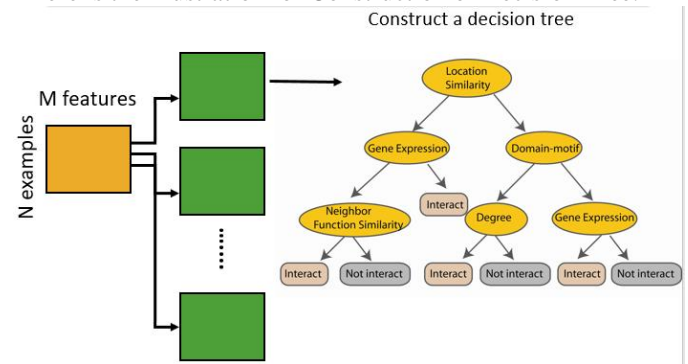 Construct a decision tree
M features
N examples
Location
Similarity
Gene Expression
Domain-motif
Interact
Neighbor
Function Similarity
Degree
Gene Expression
Interact
Not interact
Interact
Not interact
Interact
Not interact